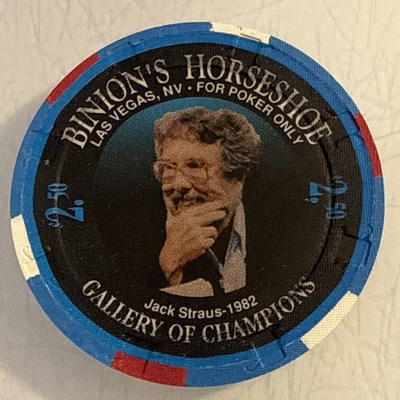 BINION'S HORSESHOE
LAS VEGAS, NV · FOR POKER ONLY
$2.50
$2.50
Jack Straus-1982
GALLERY OF CHAMPIONS